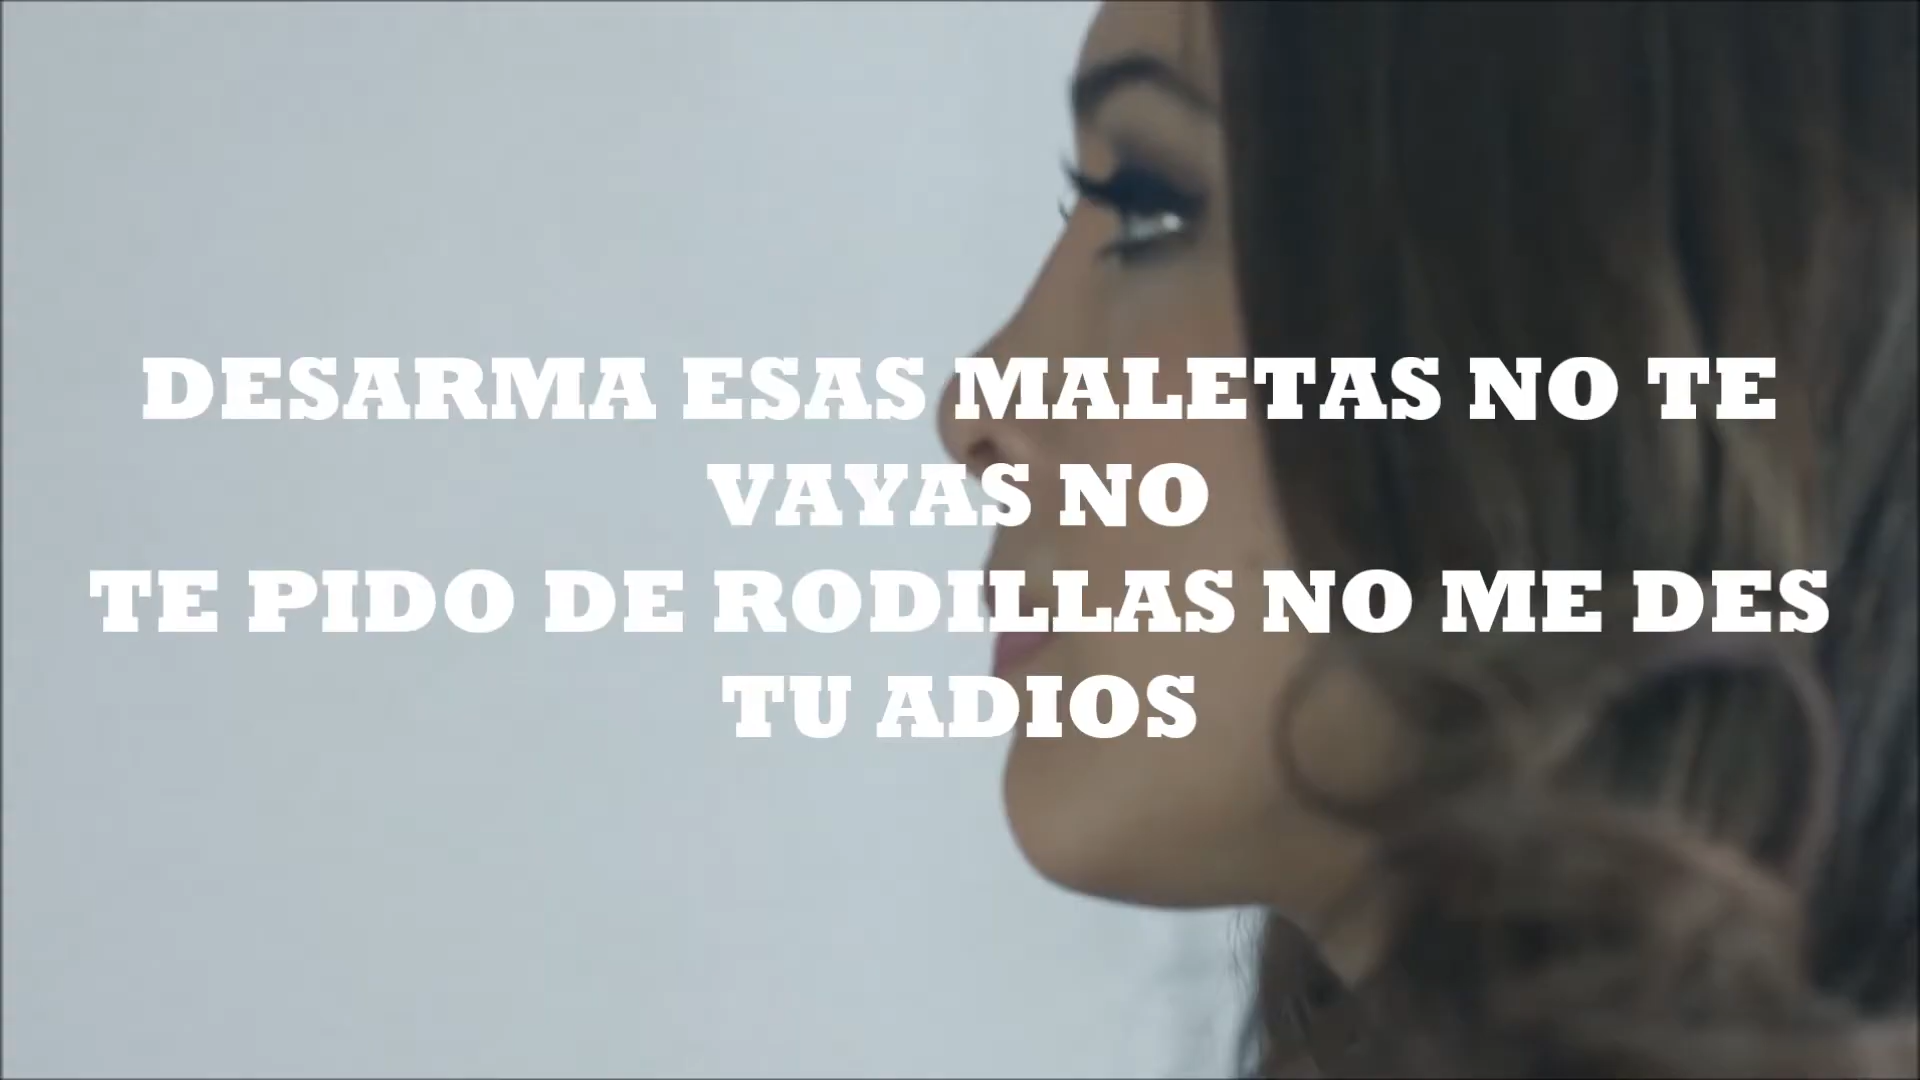 DESARMA ESAS MALETAS NO TE
VAYAS NO
TE PIDO DE RODILLAS NO ME DES
TU ADIOS